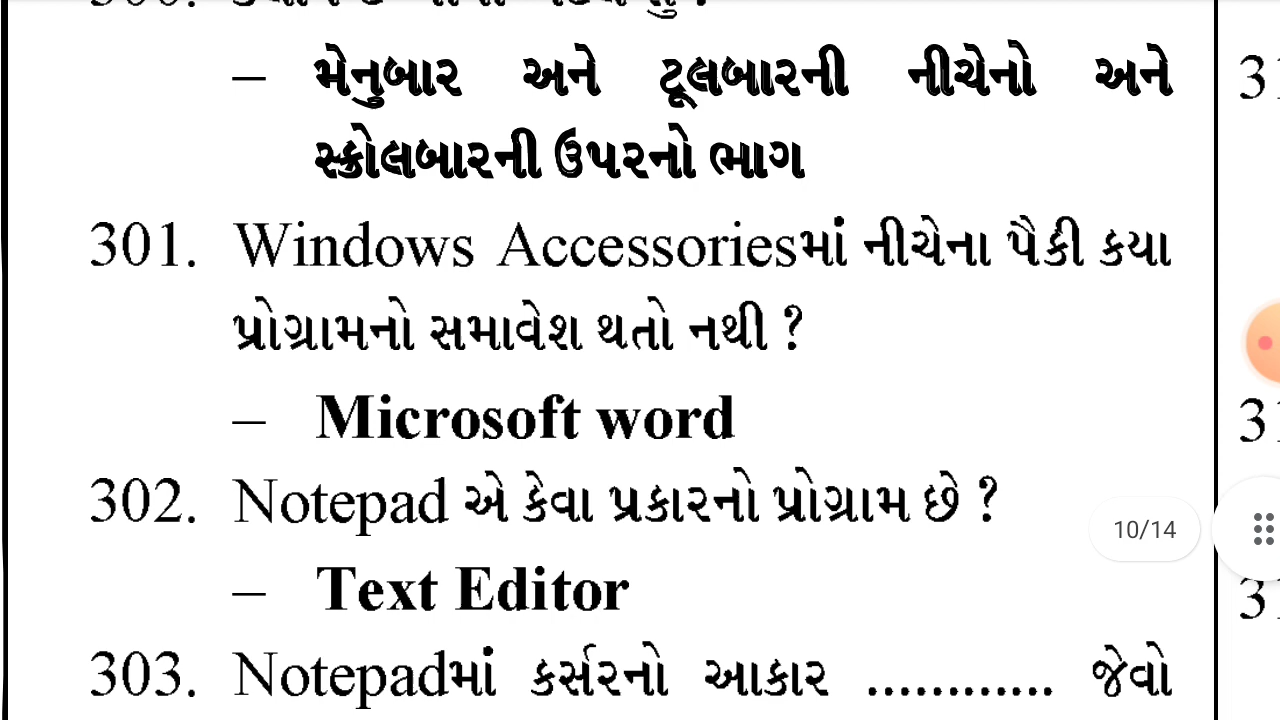 300.
– મેનુબાર અને ટૂલબારની નીચેનો અને
સ્ક્રોલબારની ઉપરનો ભાગ
301. Windows Accessoriesમાં નીચેના પૈકી કયા
પ્રોગ્રામનો સમાવેશ થતો નથી ?
– Microsoft word
302. Notepad એ કેવા પ્રકારનો પ્રોગ્રામ છે ?
– Text Editor
303. Notepadમાં કર્સરનો આકાર ............ જેવો
10/14